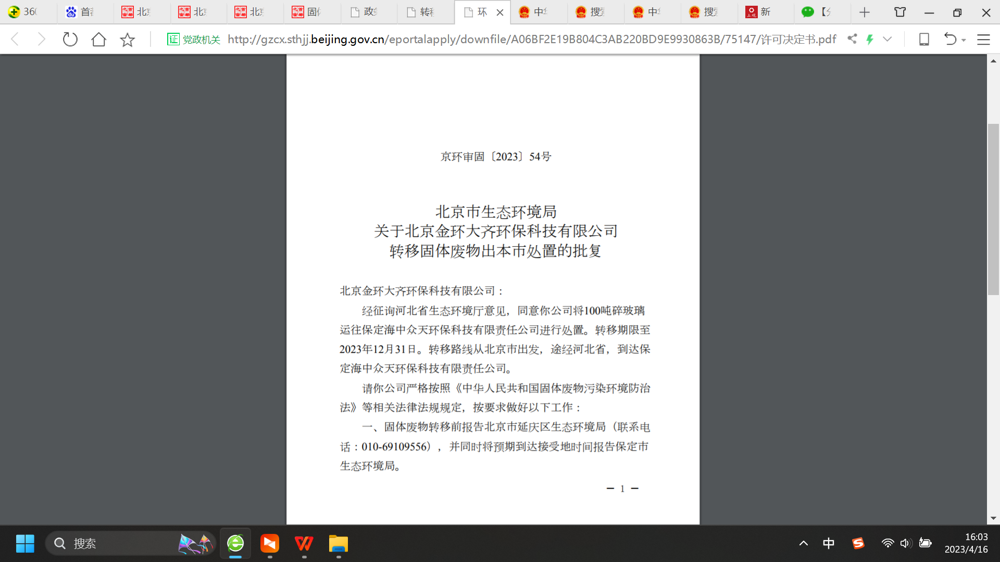 360
首都
北京
北京
北京
固体
政务
转移
环
中华
搜索
中华
搜索
新
证 党政机关 http://gzcx.sthjj.beijing.gov.cn/eportalapply/downfile/A06BF2E19B804C3AB220BD9E9930863B/75147/许可决定书.pdf
京环审固〔2023〕54号
北京市生态环境局
关于北京金环大齐环保科技有限公司
转移固体废物出本市处置的批复
北京金环大齐环保科技有限公司：
经征询河北省生态环境厅意见，同意你公司将100吨碎玻璃
运往保定海中众天环保科技有限责任公司进行处置。转移期限至
2023年12月31日。转移路线从北京市出发，途经河北省，到达保
定海中众天环保科技有限责任公司。
请你公司严格按照《中华人民共和国固体废物污染环境防治
法》等相关法律法规规定，按要求做好以下工作：
一、固体废物转移前报告北京市延庆区生态环境局（联系电
话：010-69109556），并同时将预期到达接受地时间报告保定市
生态环境局。
— 1 —
搜索
中
16:03
2023/4/16